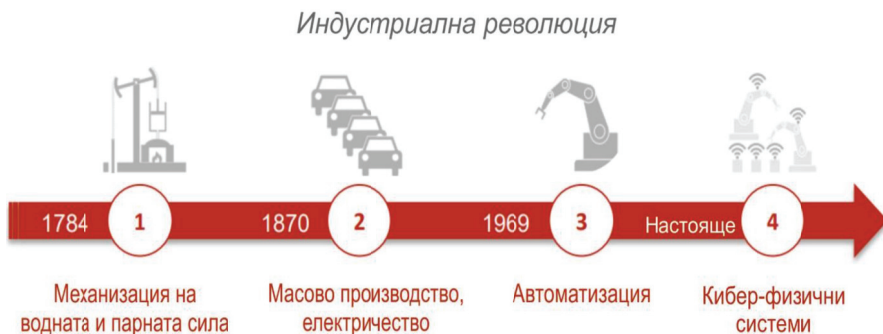 Индустриална революция
1784 1 1870 2 1969 3 Настояще 4
Механизация на
водната и парната сила
Масово производство,
електричество
Автоматизация
Кибер-физични
системи